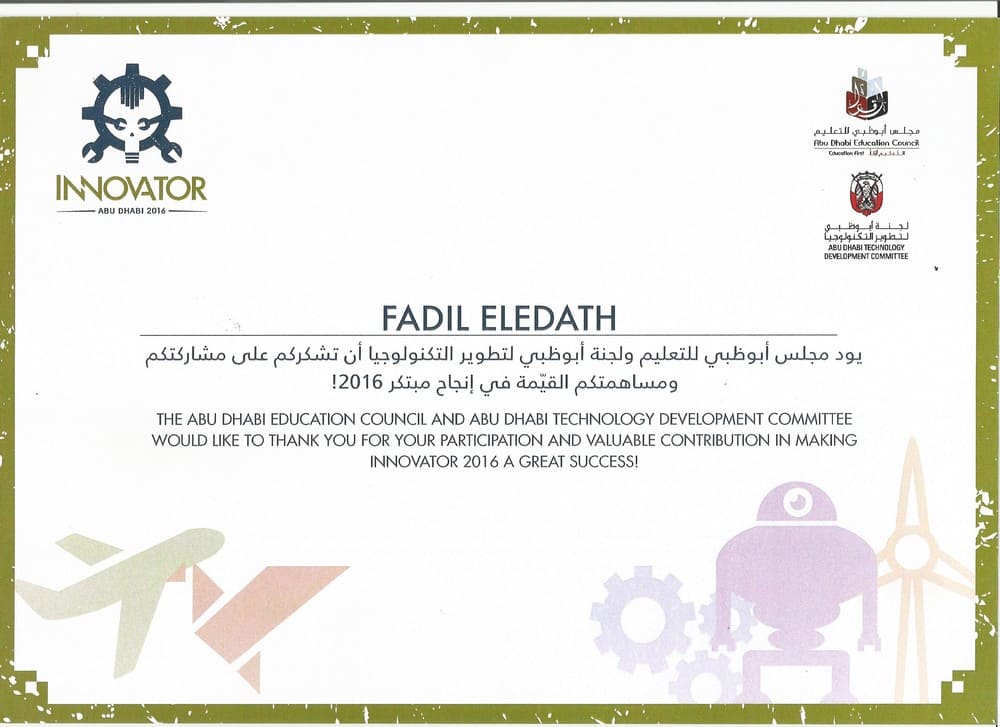 INNOVATOR
ABU DHABI 2016
مجلس أبوظبي للتعليم
Abu Dhabi Education Council
Education First التعليم أولاً
لجنة أبوظبي
لتطوير التكنولوجيا
ABU DHABI TECHNOLOGY
DEVELOPMENT COMMITTEE
FADIL ELEDATH
يود مجلس أبوظبي للتعليم ولجنة أبوظبي لتطوير التكنولوجيا أن تشكركم على مشاركتكم
ومساهمتكم القيّمة في إنجاح مبتكر 2016!
THE ABU DHABI EDUCATION COUNCIL AND ABU DHABI TECHNOLOGY DEVELOPMENT COMMITTEE
WOULD LIKE TO THANK YOU FOR YOUR PARTICIPATION AND VALUABLE CONTRIBUTION IN MAKING
INNOVATOR 2016 A GREAT SUCCESS!